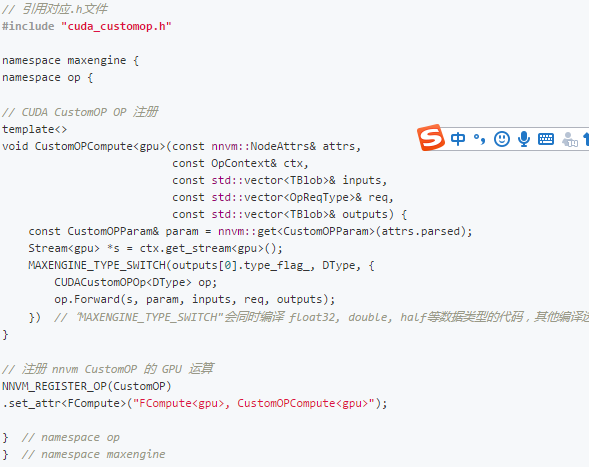 // 引用对应.h文件
#include "cuda_customop.h"
namespace maxengine {
namespace op {
// CUDA CustomOP OP 注册
template<>
void CustomOPCompute<gpu>(const nnvm::NodeAttrs& attrs,
const OpContext& ctx,
const std::vector<TBlob>& inputs,
const std::vector<OpReqType>& req,
const std::vector<TBlob>& outputs) {
const CustomOPParam& param = nnvm::get<CustomOPParam>(attrs.parsed);
Stream<gpu> *s = ctx.get_stream<gpu>();
MAXENGINE_TYPE_SWITCH(outputs[0].type_flag_, DType, {
CUDACustomOPOp<DType> op;
op.Forward(s, param, inputs, req, outputs);
}) // “MAXENGINE_TYPE_SWITCH"会同时编译 float32, double, half等数据类型的代码，其他编译
}
// 注册 nnvm CustomOP 的 GPU 运算
NNVM_REGISTER_OP(CustomOP)
.set_attr<FCompute>("FCompute<gpu>, CustomOPCompute<gpu>");
} // namespace op
} // namespace maxengine
S 中